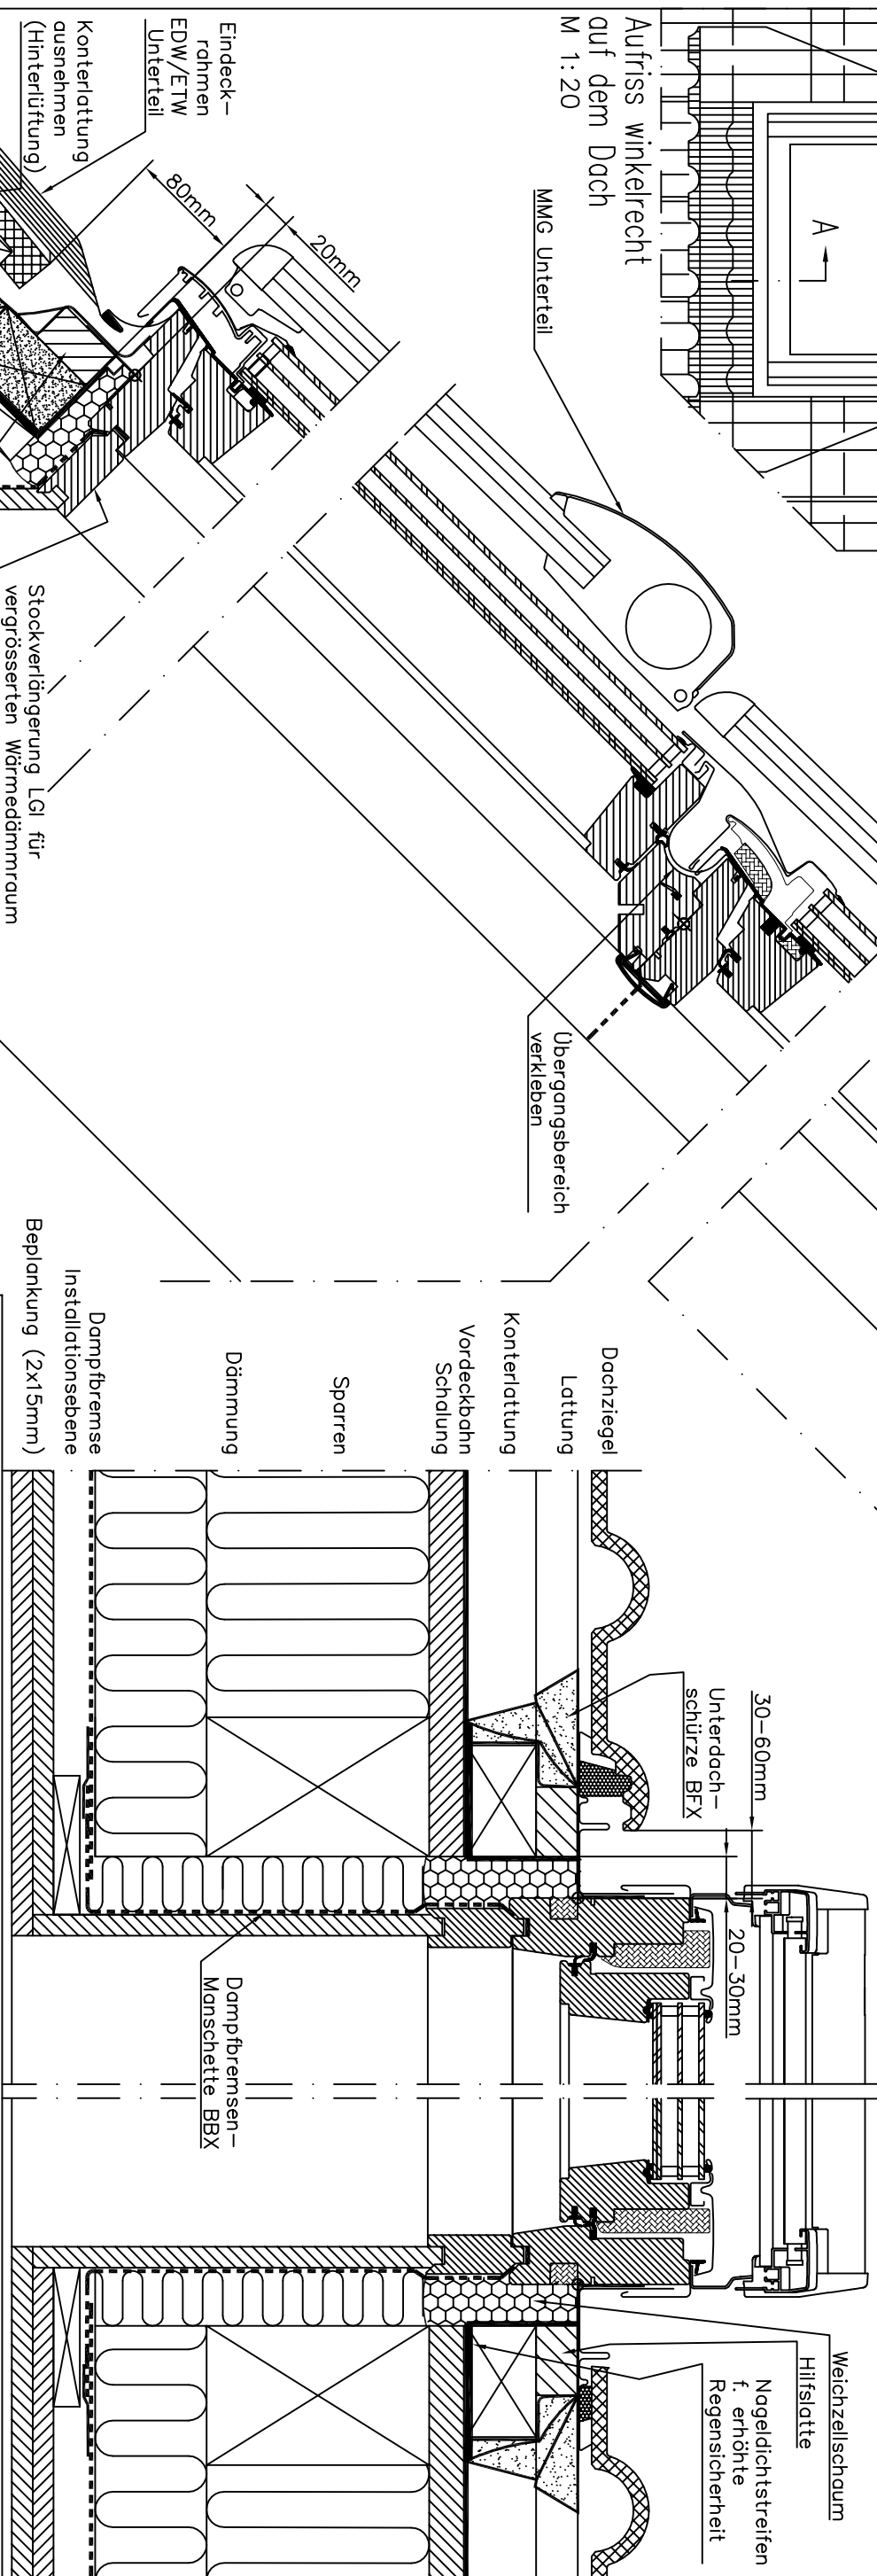 Aufriss winkelrecht
auf dem Dach
M 1:20
A
Eindeck-
rahmen
EDW/ETW
Unterteil
Konterlattung
ausnehmen
(Hinterlüftung)
80mm
20mm
MMG Unterteil
Stockverlängerung LGI für
vergrösserten Wärmedämmraum
Übergangsbereich
verkleben
Dachziegel
Lattung
Konterlattung
Vordeckbahn
Schalung
Sparren
Dämmung
Dampfbremse
Installationsebene
Beplankung (2x15mm)
30-60mm
Unterdach-
schürze BFX
20-30mm
Dampfbremsen-
Manschette BBX
Weichzellschaum
Hilfslatte
Nageldichtstreifen
f. erhöhte
Regensicherheit